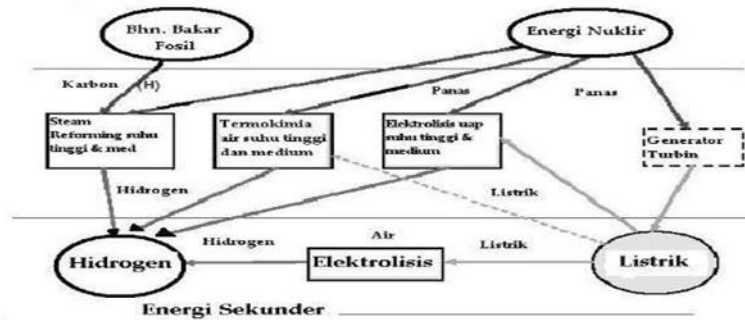 Bhn. Bakar
Fosil
Energi Nuklir
Karbon (H)
Panas
Panas
Steam
Reforming suhu
tinggi & med
Termokimia
air suhu tinggi
dan medium
Elektrolisis uap
suhu tinggi &
medium
Generator
Turbin
Hidrogen
Listrik
Hidrogen
Air
Listrik
Hidrogen
Elektrolisis
Listrik
Energi Sekunder